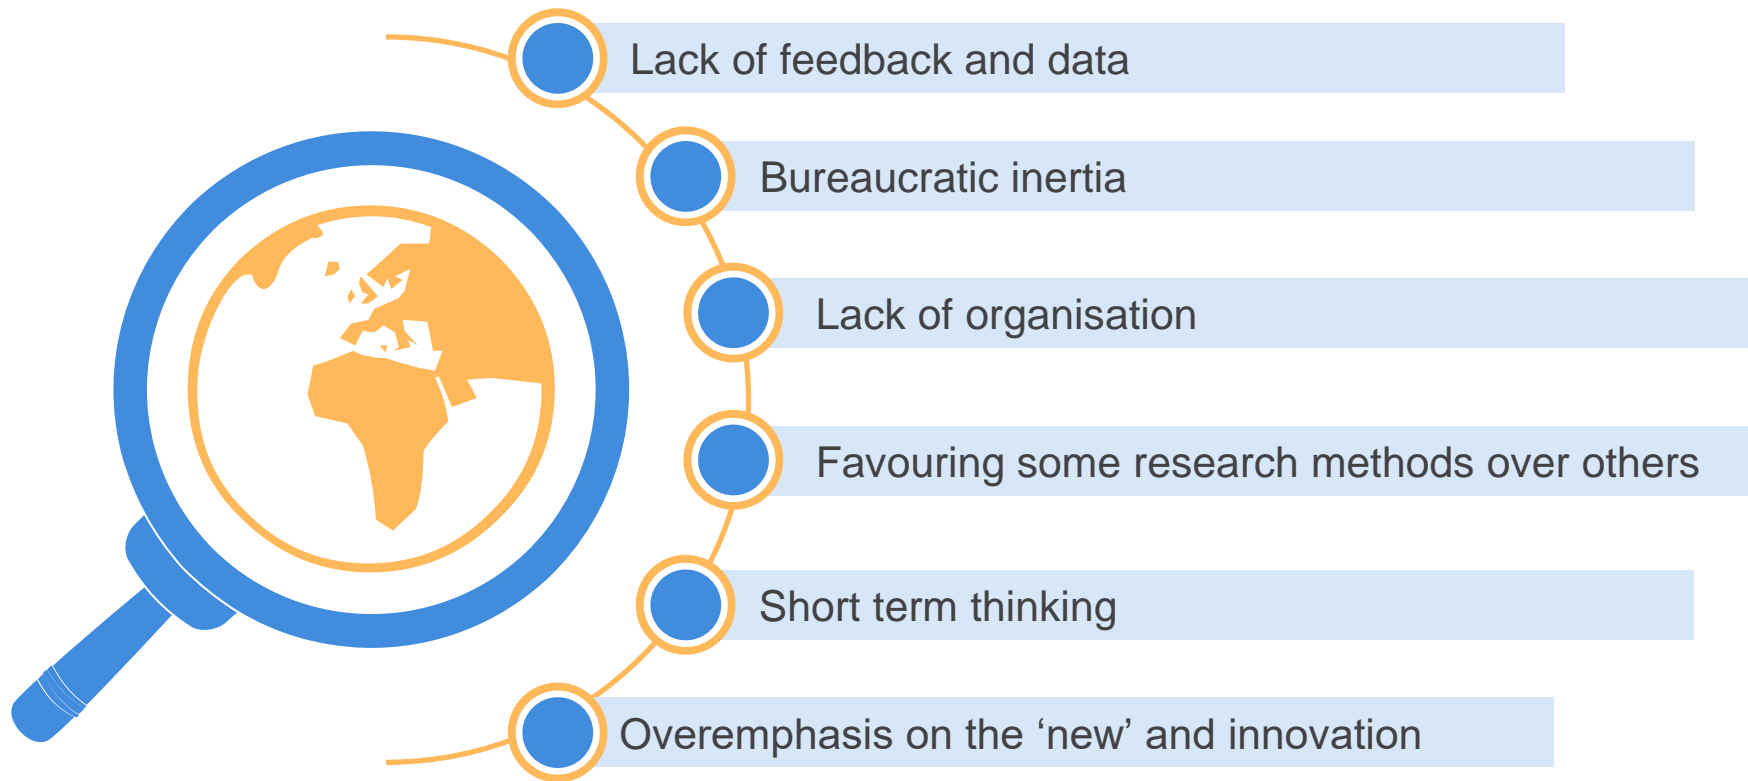 Lack of feedback and data
Bureaucratic inertia
Lack of organisation
Favouring some research methods over others
Short term thinking
Overemphasis on the ‘new’ and innovation